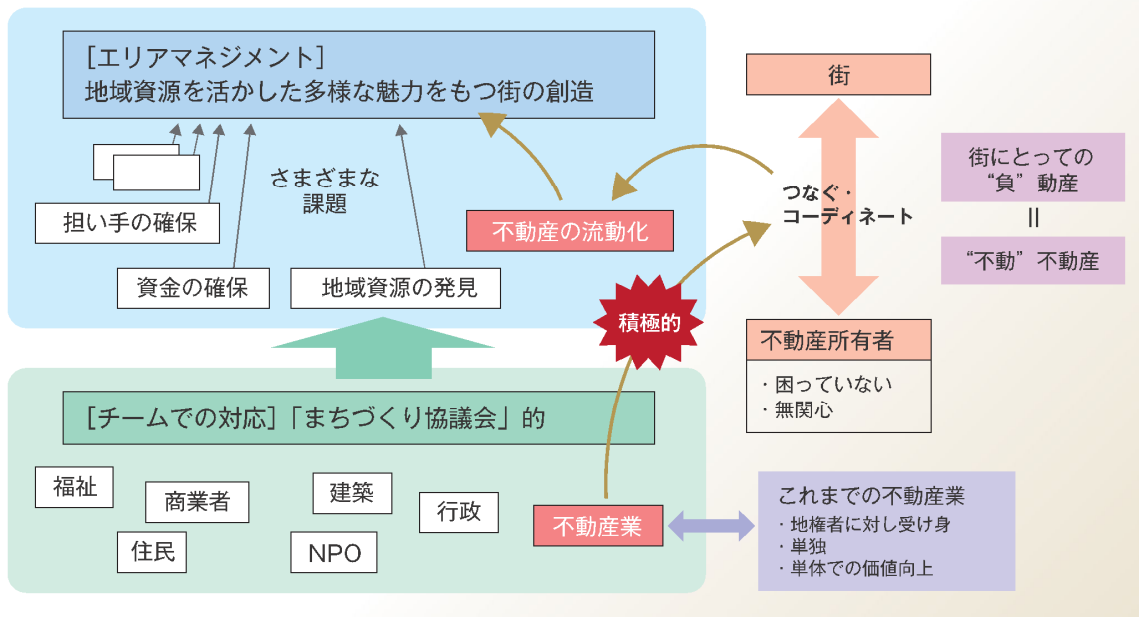 ［エリアマネジメント］
地域資源を活かした多様な魅力をもつ街の創造
さまざまな
課題
担い手の確保
資金の確保
地域資源の発見
不動産の流動化
積極的
街
つなぐ・
コーディネート
不動産所有者
・困っていない
・無関心
街にとっての
“負”動産
＝
“不動”不動産
［チームでの対応］「まちづくり協議会」的
福祉
商業者
住民
建築
NPO
行政
不動産業
これまでの不動産業
・地権者に対し受け身
・単独
・単体での価値向上